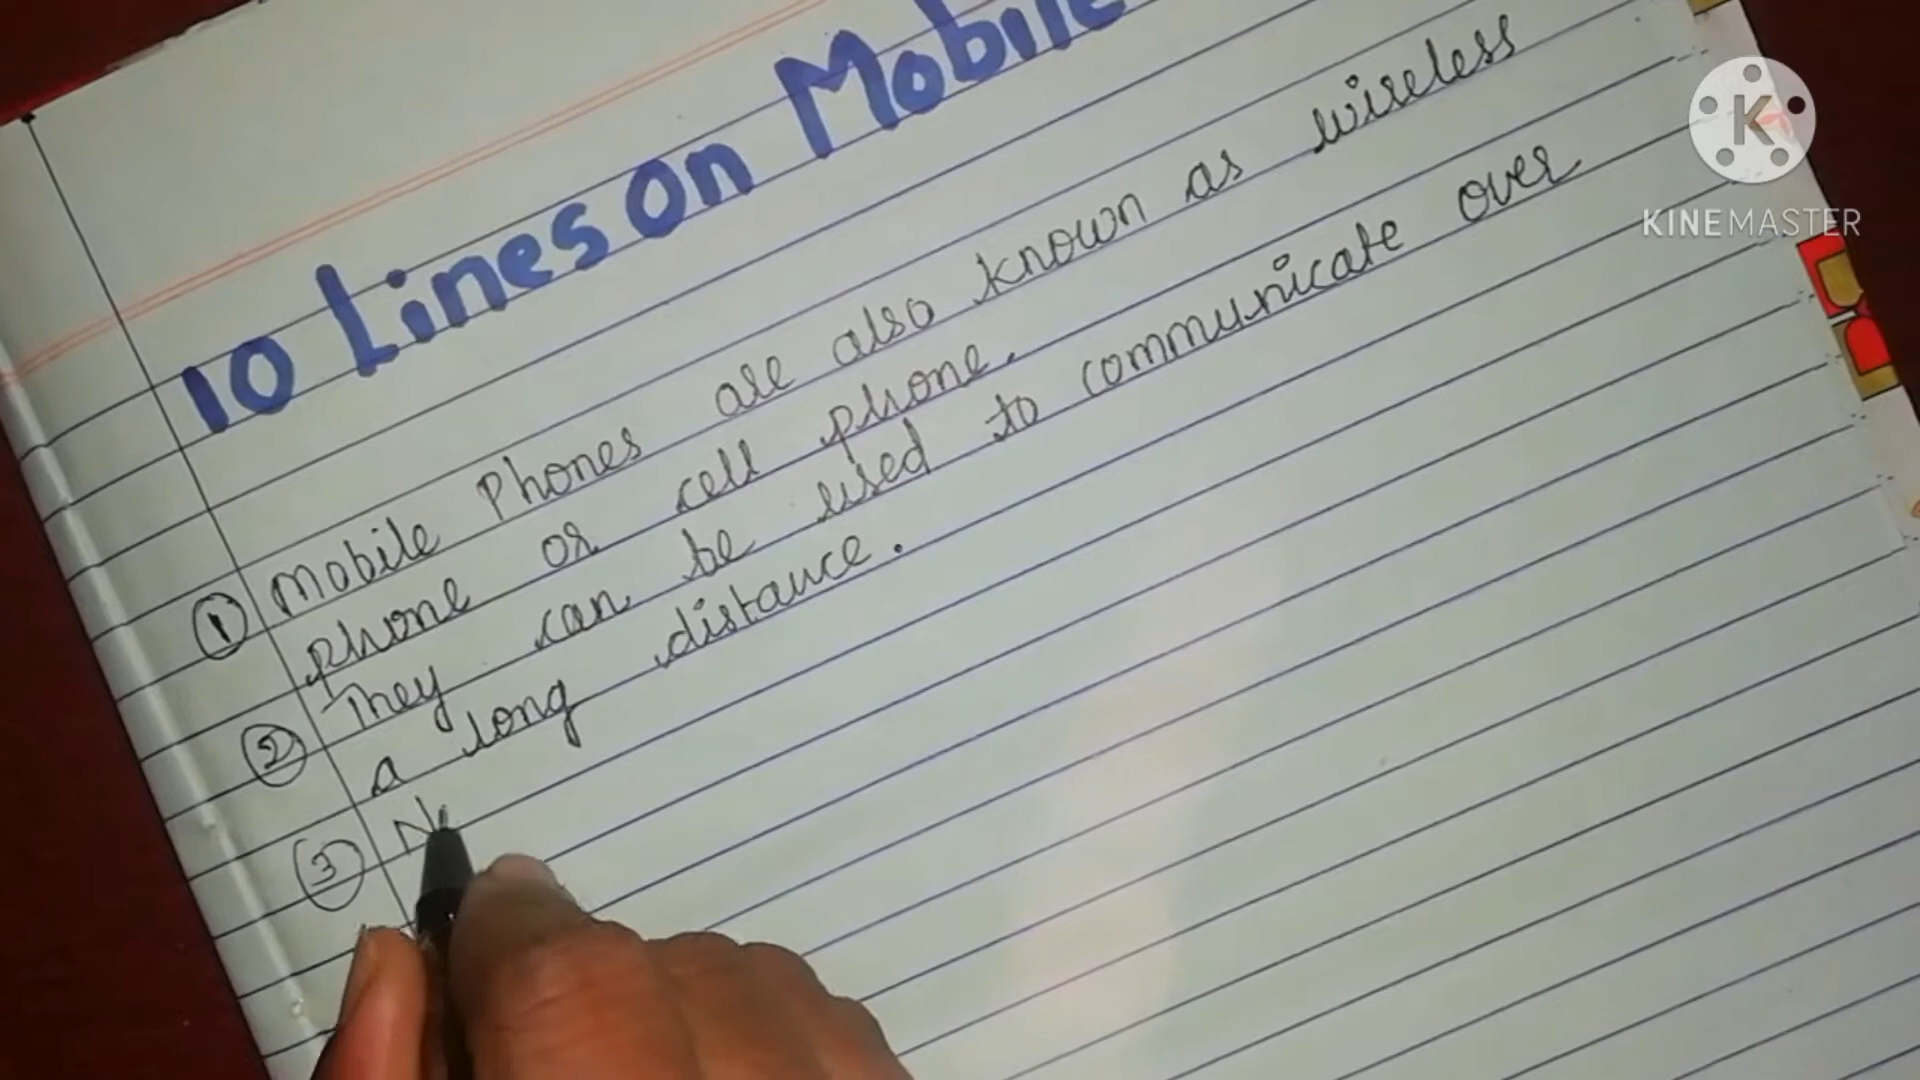 10 Lines On Mobile
① Mobile Phones are also known as wireless
phone or cell phone.
② They can be used to communicate over
a long distance.
③ N
K
KINEMASTER